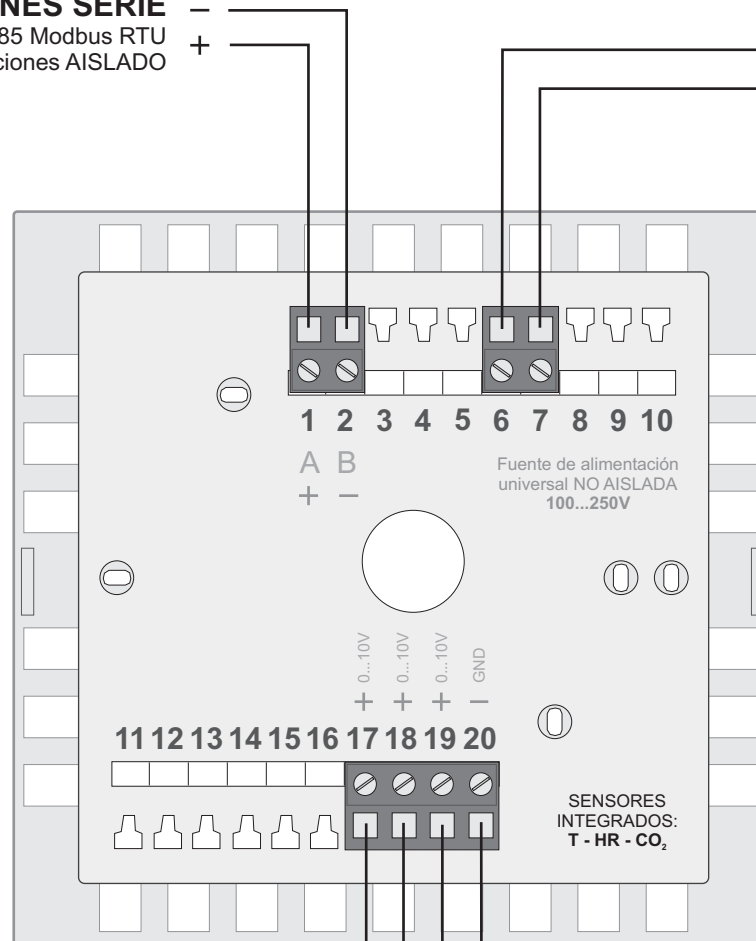 NES SERIE –
85 Modbus RTU +
ciones AISLADO
1 2 3 4 5 6 7 8 9 10
A B
+ –
Fuente de alimentación
universal NO AISLADA
100...250V
0...10V 0...10V 0...10V GND
+ + + –
11 12 13 14 15 16 17 18 19 20
SENSORES
INTEGRADOS:
T - HR - CO₂